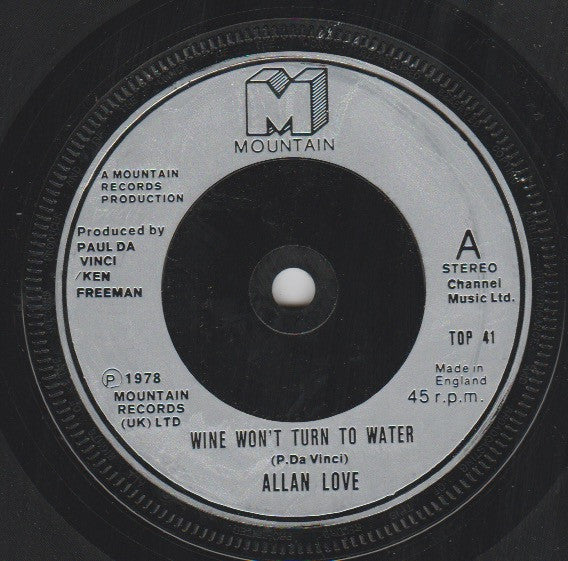 M
MOUNTAIN
A MOUNTAIN
RECORDS
PRODUCTION
Produced by
PAUL DA
VINCI
/KEN
FREEMAN
A
STEREO
Channel
Music Ltd.
TOP 41
Made in
England
45 r.p.m.
Ⓟ 1978
MOUNTAIN
RECORDS
(UK) LTD
WINE WON'T TURN TO WATER
(P.Da Vinci)
ALLAN LOVE